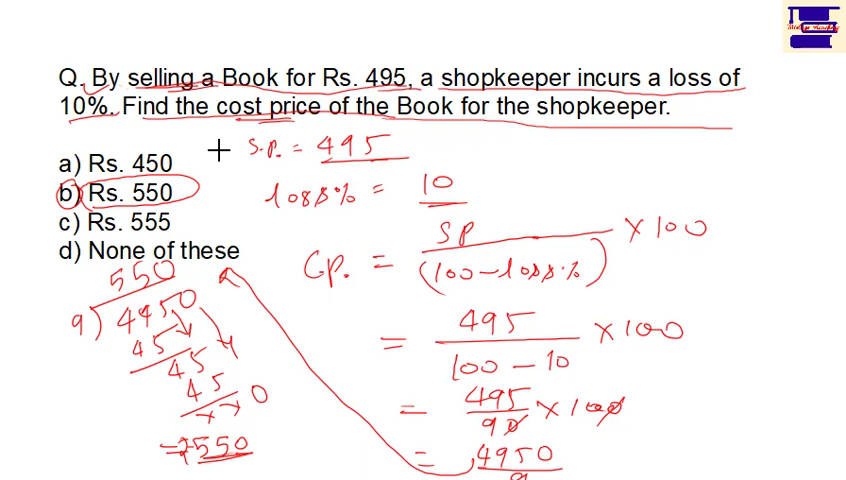 Q. By selling a Book for Rs. 495, a shopkeeper incurs a loss of
10%. Find the cost price of the Book for the shopkeeper.
S.P. = 495
a) Rs. 450
loss% = 10
b) Rs. 550
c) Rs. 555
CP. = SP / (100 - loss%) × 100
d) None of these
550
9) 4950
= 495 / 100 - 10 × 100
45
45
45
0
= 495 / 90 × 100
550
= 4950 / 9